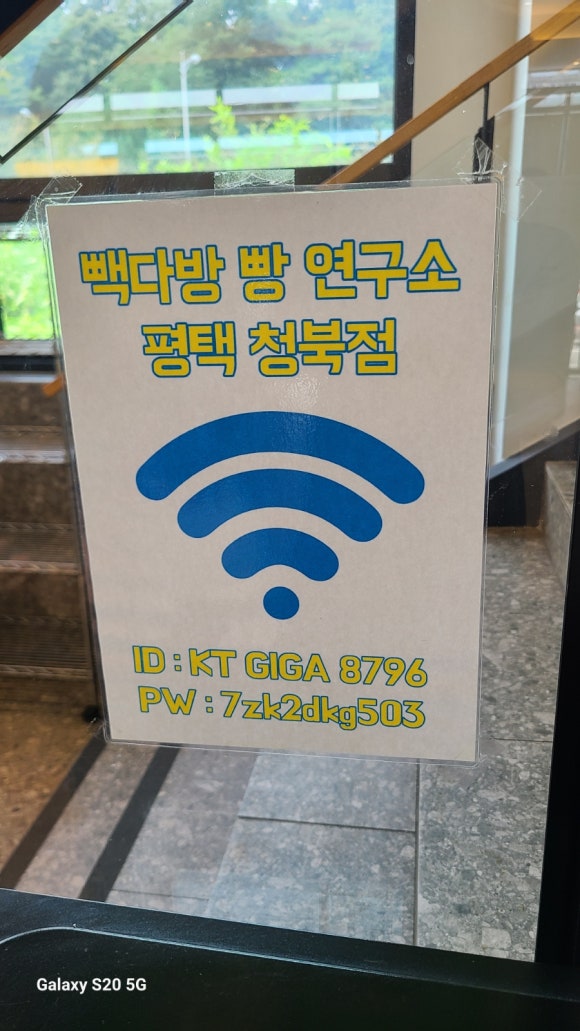 빽다방 빵 연구소
평택 청북점
ID : KT GIGA 8796
PW : 7zk2dkg503
Galaxy S20 5G